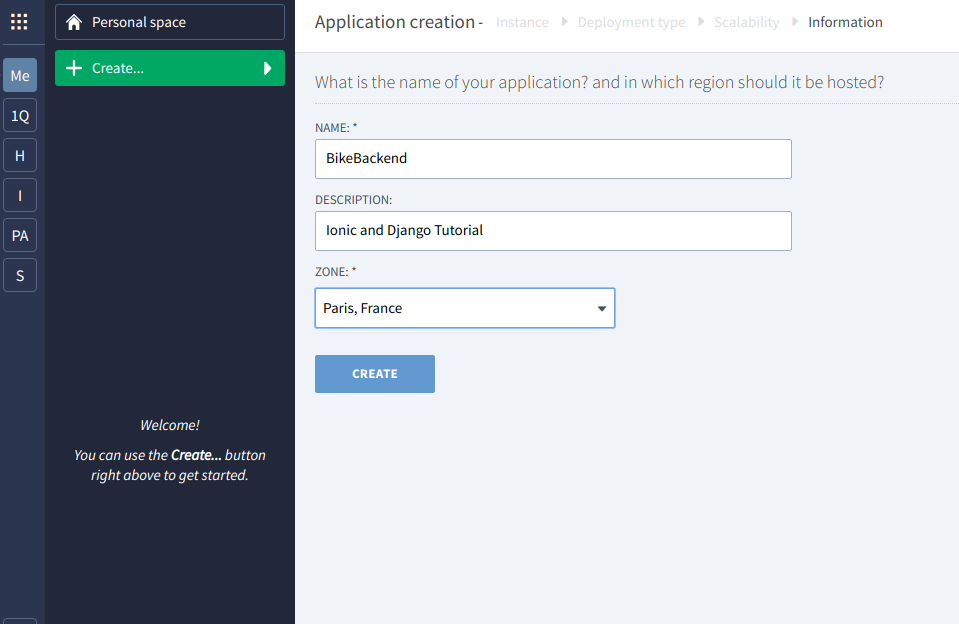 Personal space
Create...
Me
1Q
H
I
PA
S
Welcome!
You can use the Create... button
right above to get started.
Application creation - Instance Deployment type Scalability Information
What is the name of your application? and in which region should it be hosted?
NAME: *
BikeBackend
DESCRIPTION:
Ionic and Django Tutorial
ZONE: *
Paris, France
CREATE